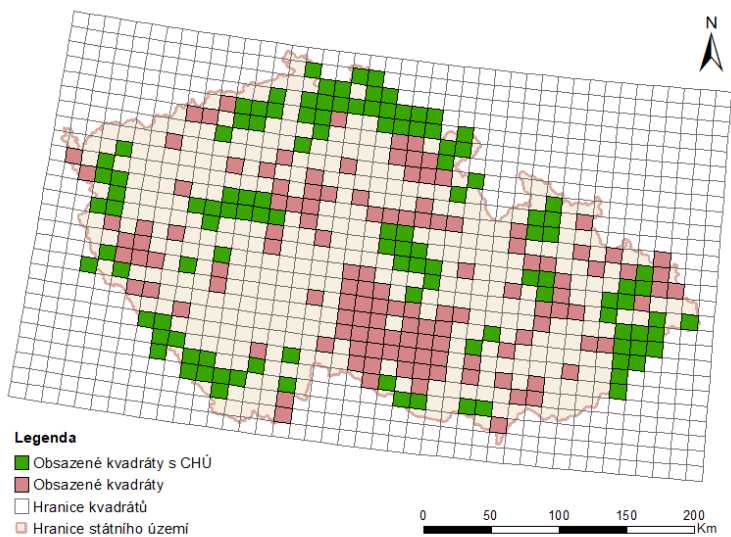 N
Legenda
Obsazené kvadráty s CHÚ
Obsazené kvadráty
Hranice kvadrátů
Hranice státního území
0 50 100 150 200
Km